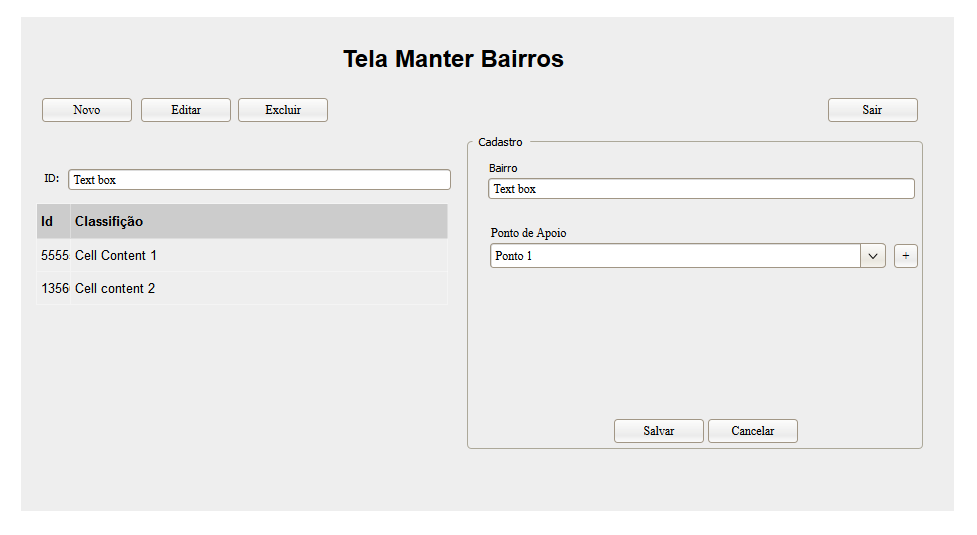 Tela Manter Bairros
Novo Editar Excluir Sair
Cadastro
ID: Text box
Bairro
Text box
Id Classifição
5555 Cell Content 1
1356 Cell content 2
Ponto de Apoio
Ponto 1 +
Salvar Cancelar